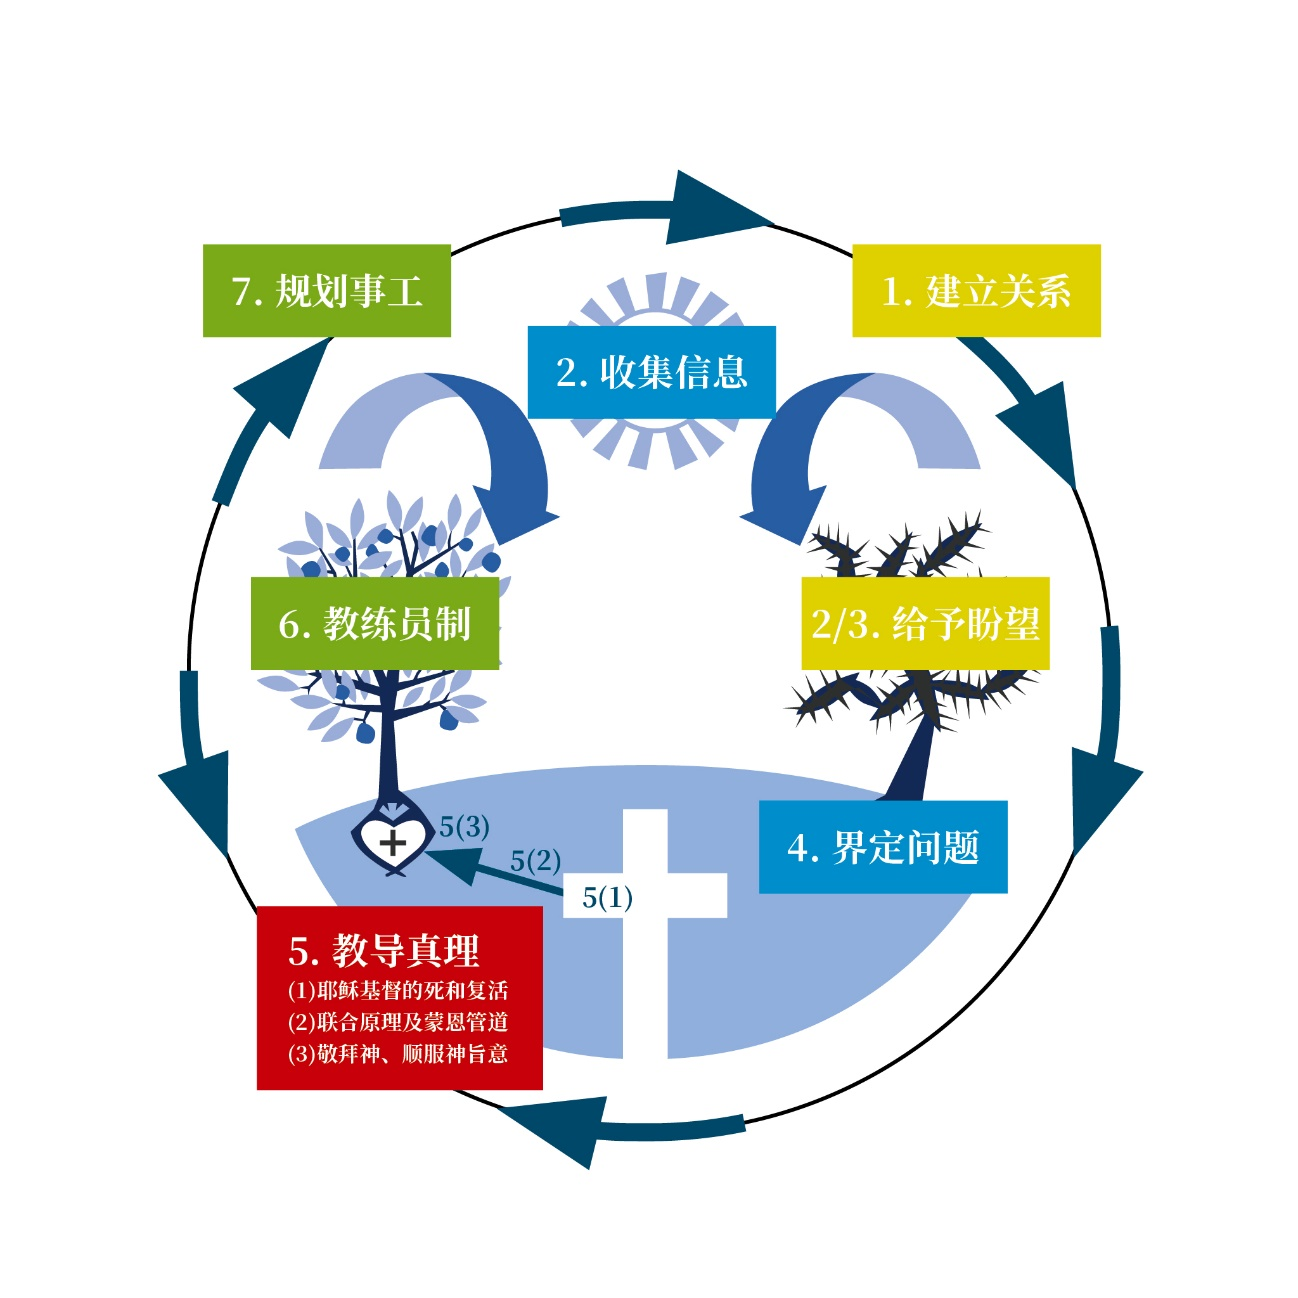 7. 规划事工
1. 建立关系
2. 收集信息
6. 教练员制
2/3. 给予盼望
5(3)
4. 界定问题
5(2)
5(1)
5. 教导真理
(1)耶稣基督的死和复活
(2)联合原理及蒙恩管道
(3)敬拜神、顺服神旨意